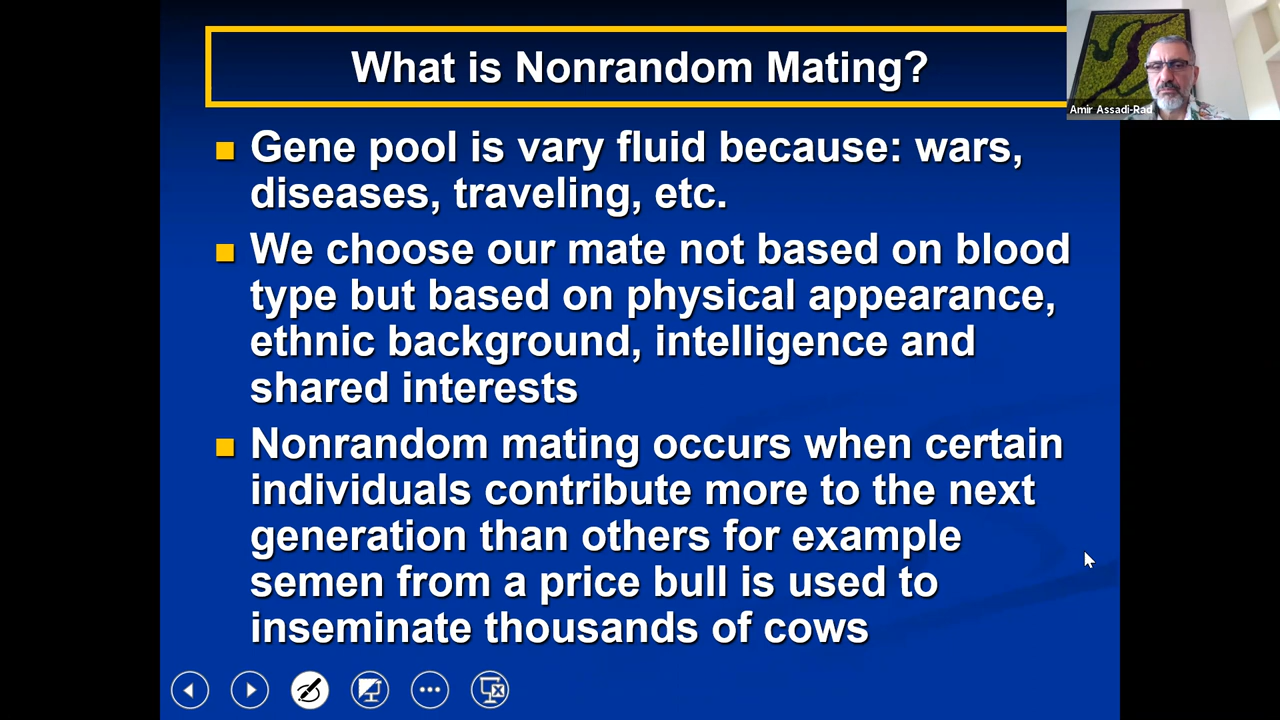 What is Nonrandom Mating?
Amir Assadi-Rad
Gene pool is vary fluid because: wars,
diseases, traveling, etc.
We choose our mate not based on blood
type but based on physical appearance,
ethnic background, intelligence and
shared interests
Nonrandom mating occurs when certain
individuals contribute more to the next
generation than others for example
semen from a price bull is used to
inseminate thousands of cows